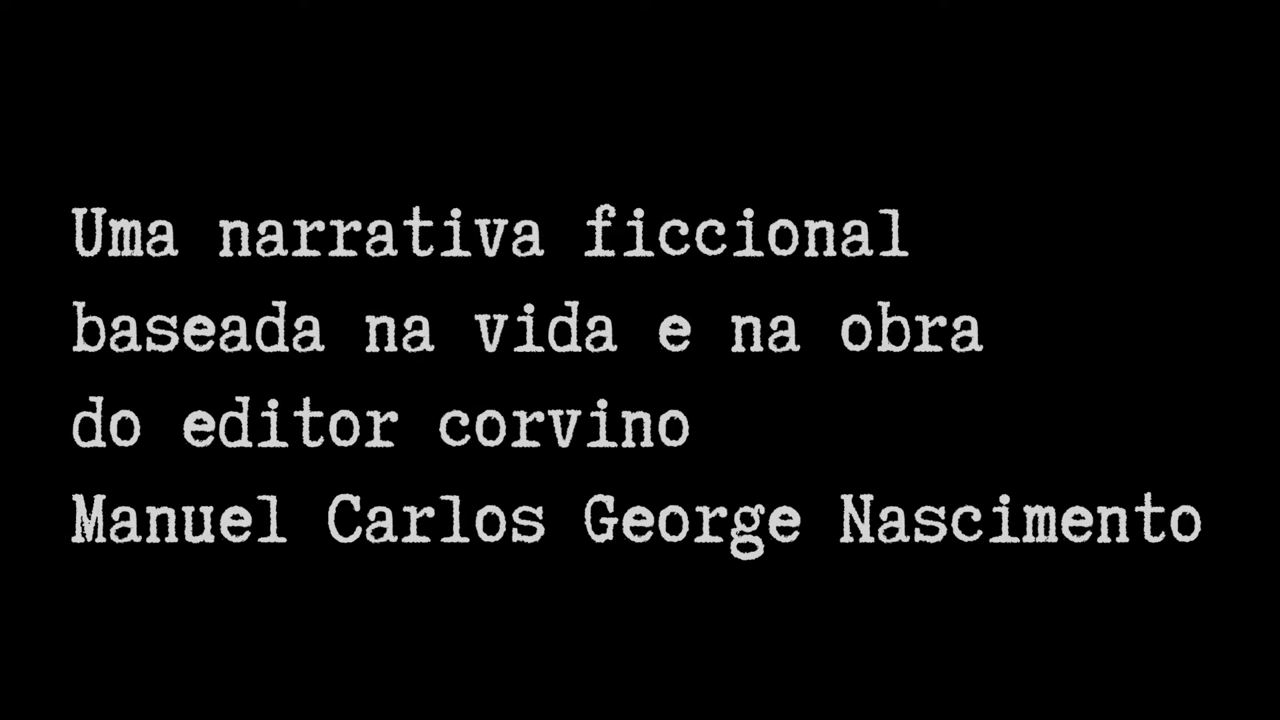 Uma narrativa ficcional
baseada na vida e na obra
do editor corvino
Manuel Carlos George Nascimento